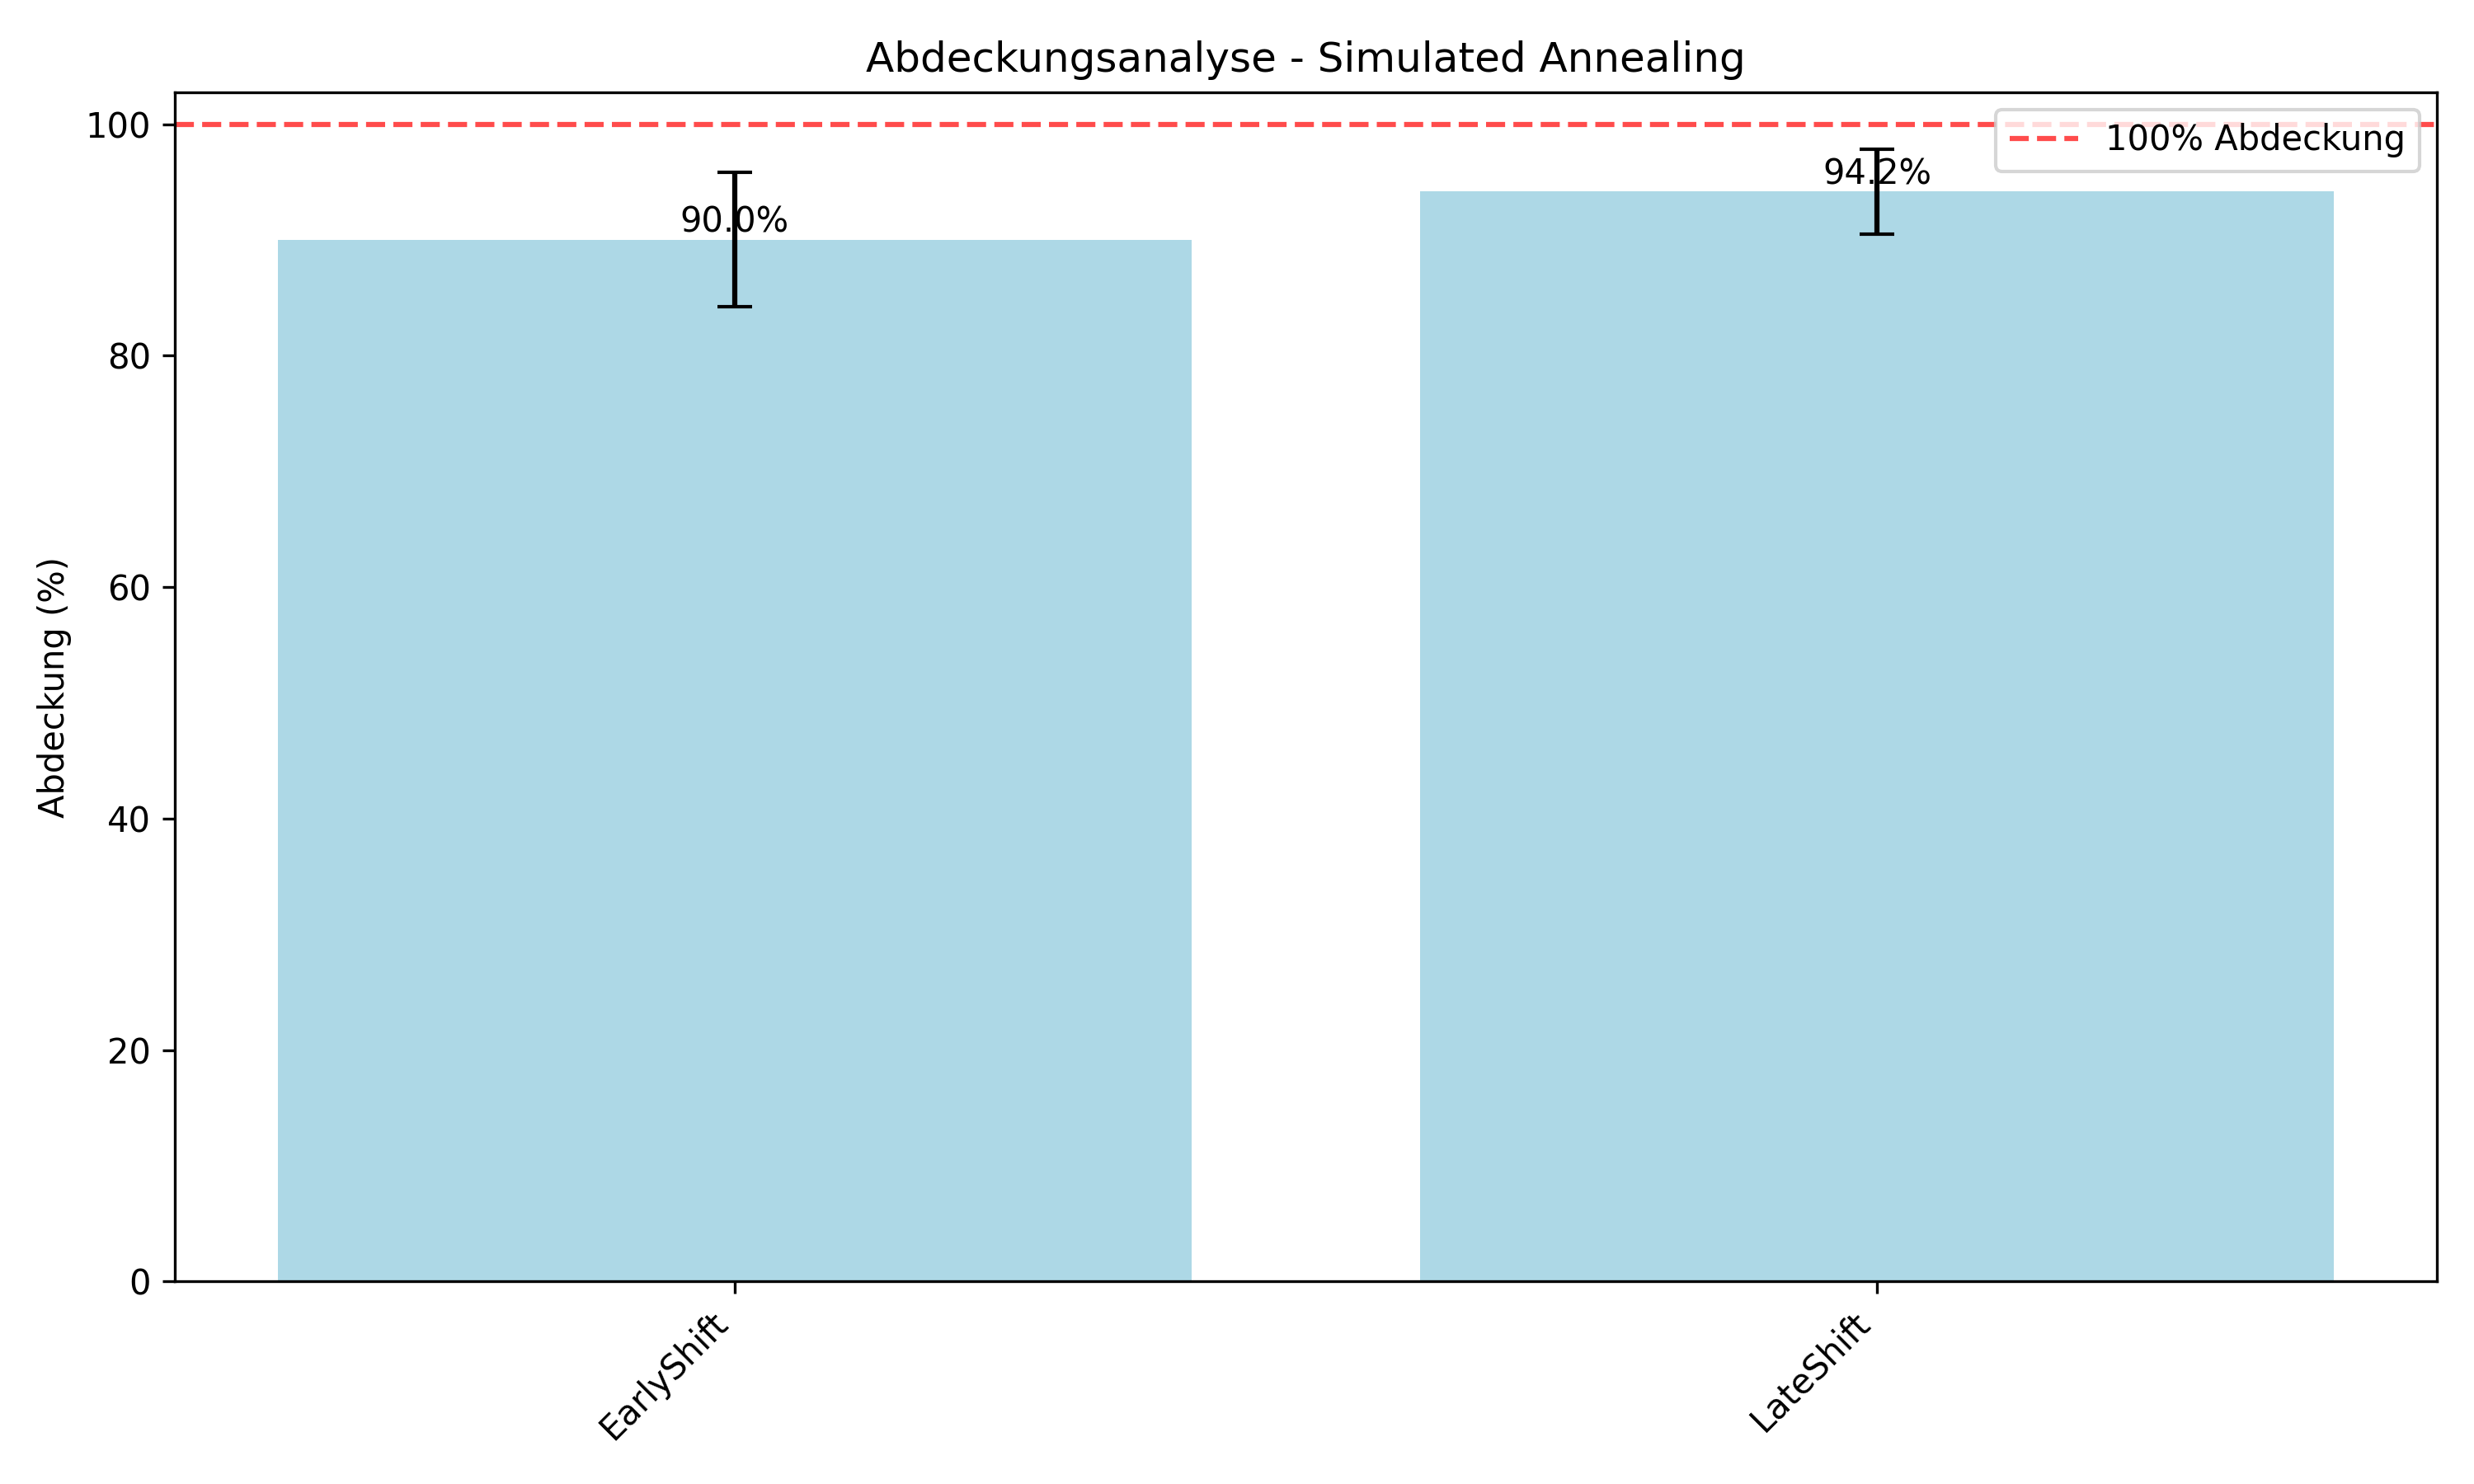 Abdeckungsanalyse - Simulated Annealing
100% Abdeckung
100
80
60
40
20
0
Abdeckung (%)
90.0%
94.2%
EarlyShift
LateShift